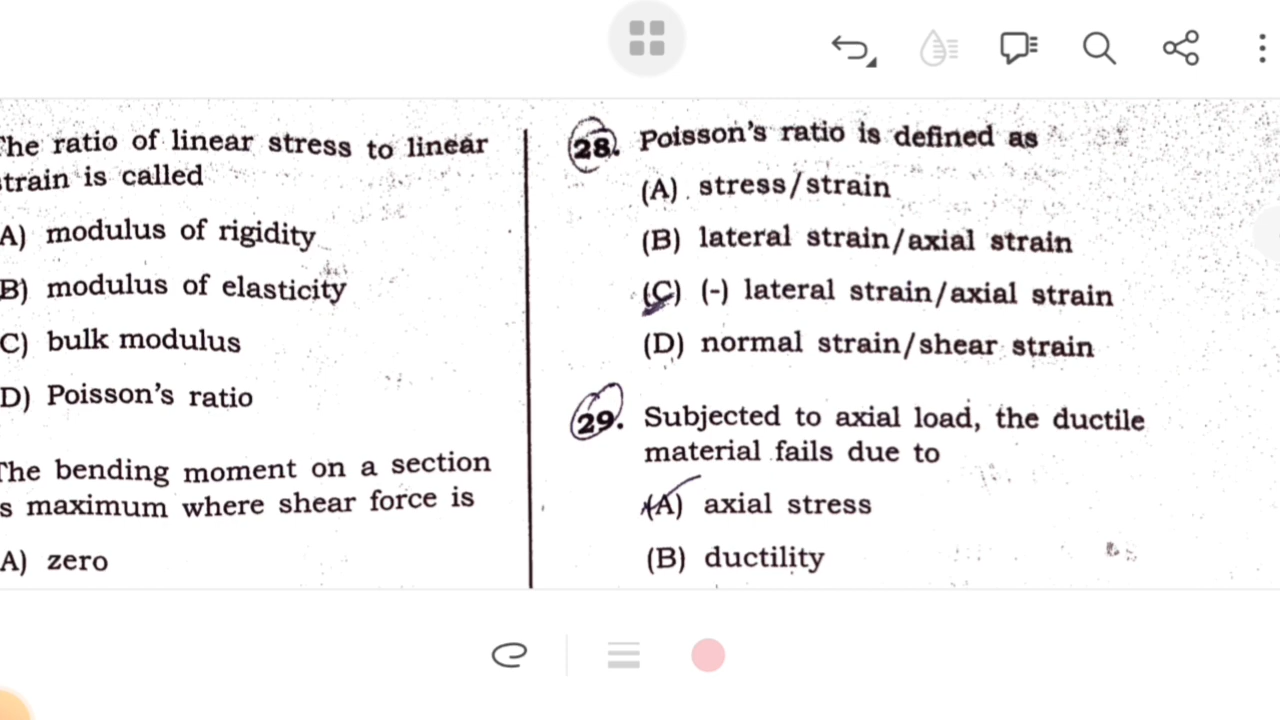 The ratio of linear stress to linear
strain is called
A) modulus of rigidity
B) modulus of elasticity
C) bulk modulus
D) Poisson's ratio
The bending moment on a section
s maximum where shear force is
A) zero
28. Poisson's ratio is defined as
(A) stress/strain
(B) lateral strain/axial strain
(C) (-) lateral strain/axial strain
(D) normal strain/shear strain
29. Subjected to axial load, the ductile
material fails due to
(A) axial stress
(B) ductility